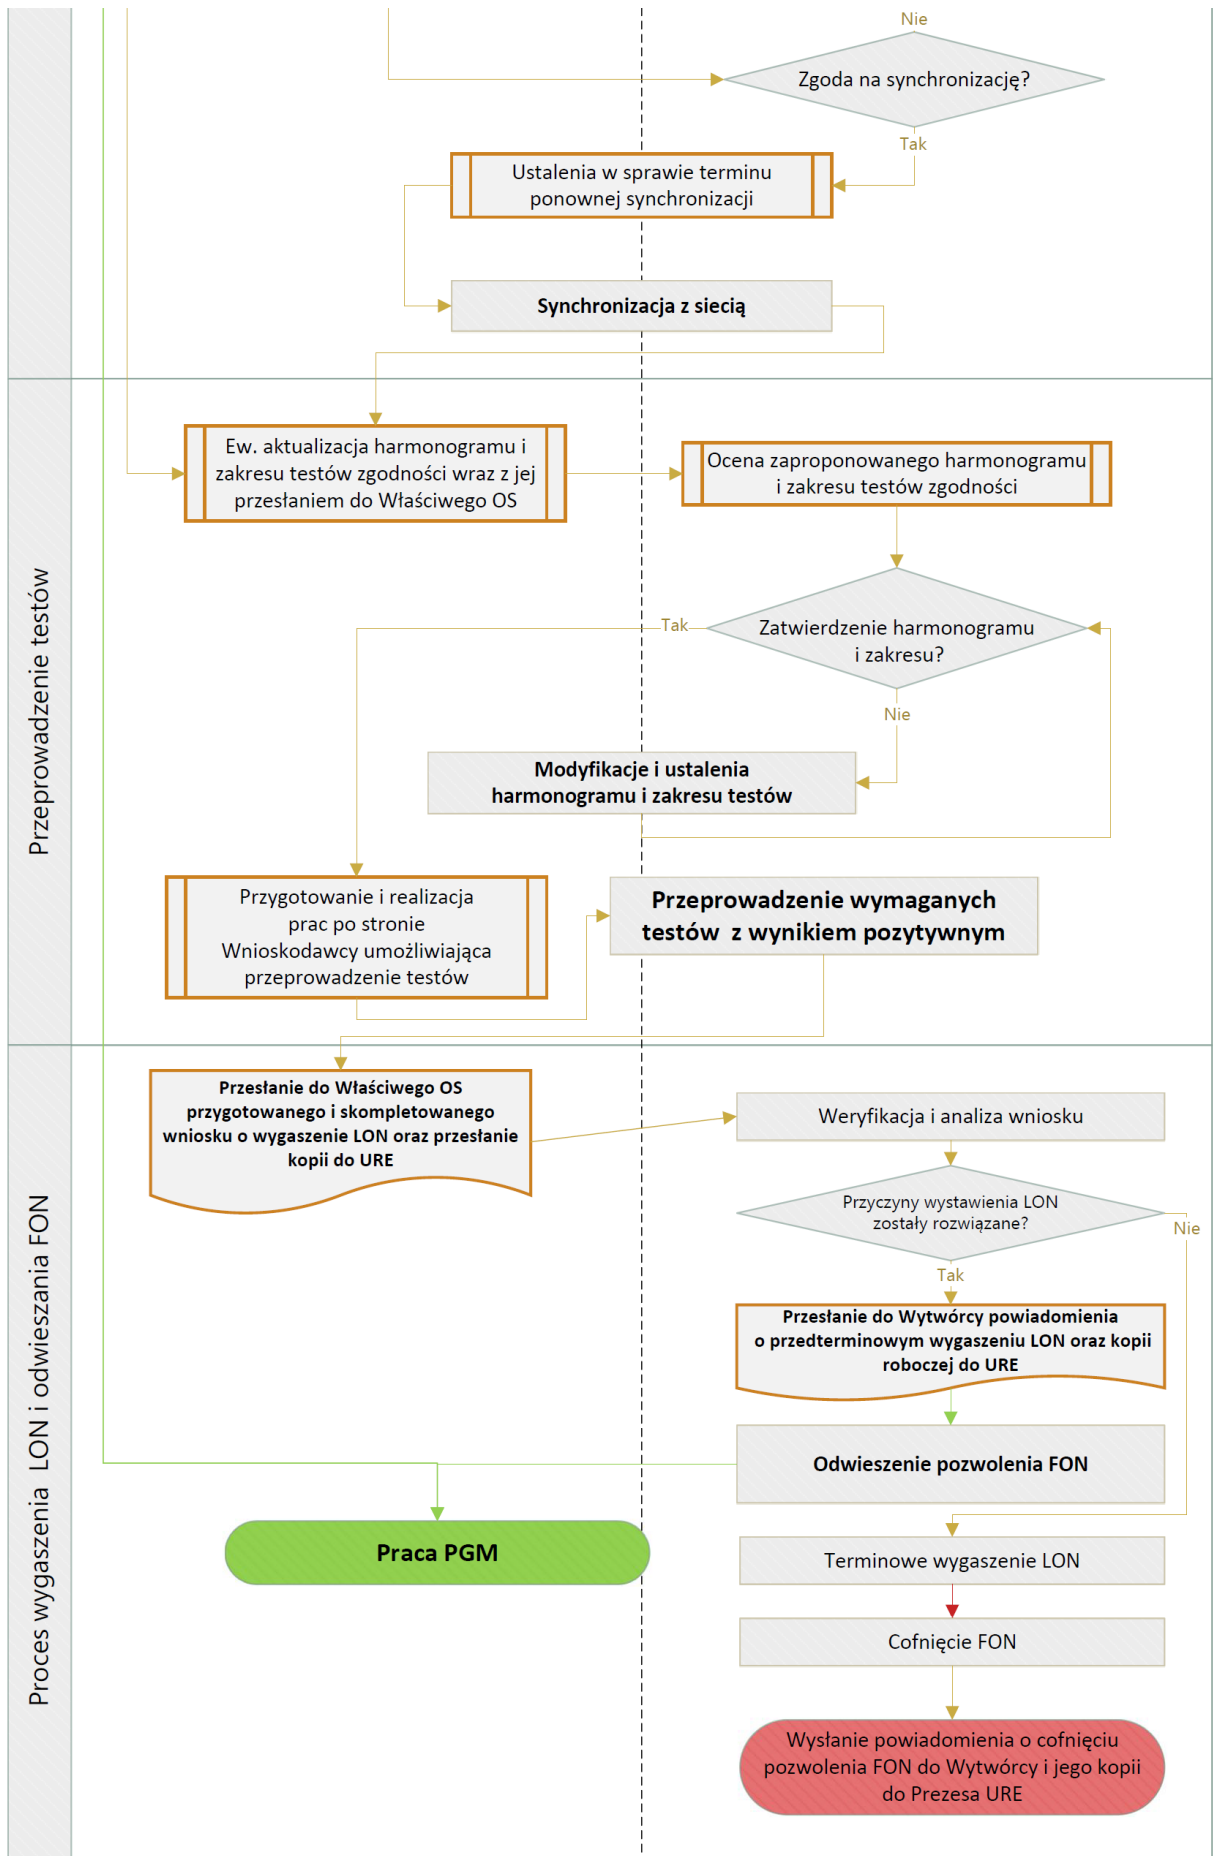 Nie
Zgoda na synchronizację?
Tak
Ustalenia w sprawie terminu
ponownej synchronizacji
Synchronizacja z siecią
Przeprowadzenie testów
Ew. aktualizacja harmonogramu i
zakresu testów zgodności wraz z jej
przesłaniem do Właściwego OS
Ocena zaproponowanego harmonogramu
i zakresu testów zgodności
Zatwierdzenie harmonogramu
i zakresu?
Tak
Nie
Modyfikacje i ustalenia
harmonogramu i zakresu testów
Przygotowanie i realizacja
prac po stronie
Wnioskodawcy umożliwiająca
przeprowadzenie testów
Przeprowadzenie wymaganych
testów z wynikiem pozytywnym
Proces wygaszenia LON i odwieszania FON
Przesłanie do Właściwego OS
przygotowanego i skompletowanego
wniosku o wygaszenie LON oraz przesłanie
kopii do URE
Weryfikacja i analiza wniosku
Przyczyny wystawienia LON
zostały rozwiązane?
Nie
Tak
Przesłanie do Wytwórcy powiadomienia
o przedterminowym wygaszeniu LON oraz kopii
roboczej do URE
Odwieszenie pozwolenia FON
Praca PGM
Terminowe wygaszenie LON
Cofnięcie FON
Wysłanie powiadomienia o cofnięciu
pozwolenia FON do Wytwórcy i jego kopii
do Prezesa URE